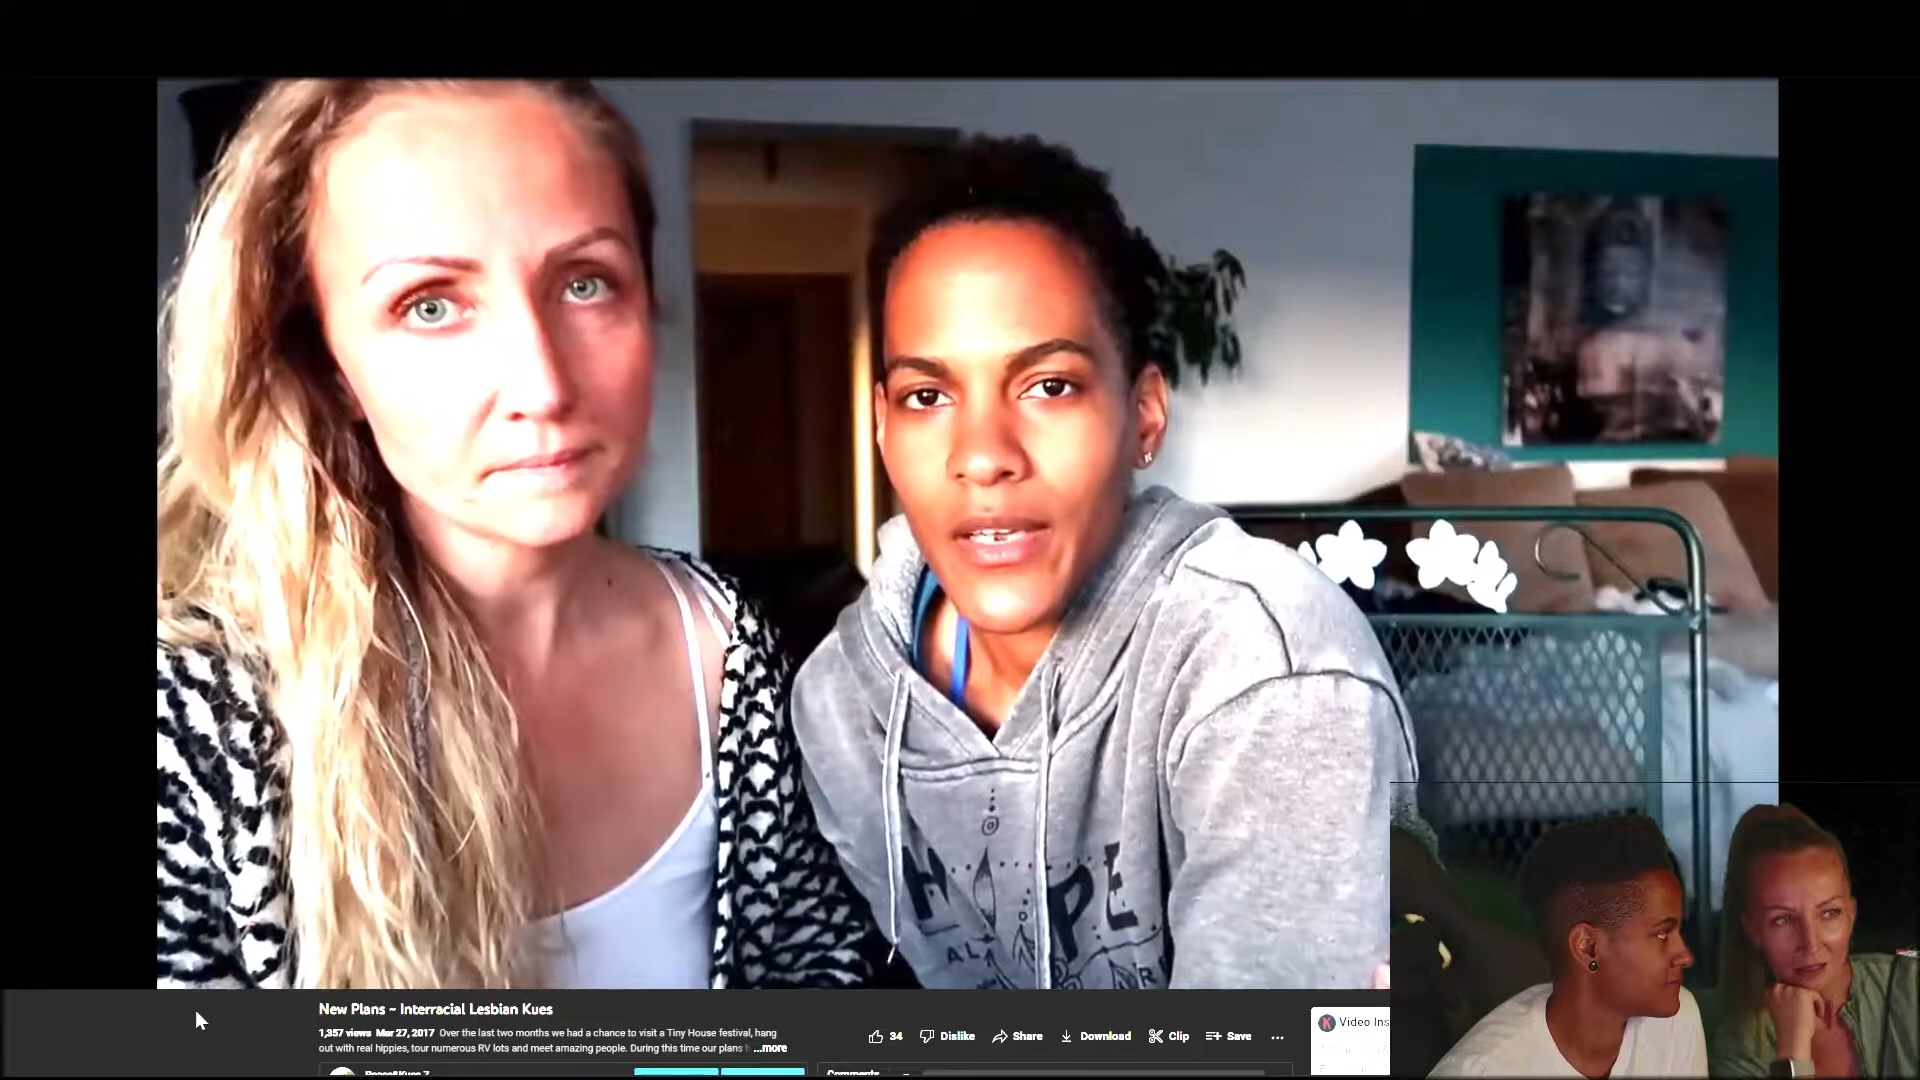 HOPE
New Plans ~ Interracial Lesbian Kues
1,357 views Mar 27, 2017 Over the last two months we had a chance to visit a Tiny House festival, hang
out with real hippies, tour numerous RV lots and meet amazing people. During this time our plans ...more
34 Dislike Share Download Clip Save ...
K Video Ins
Comments